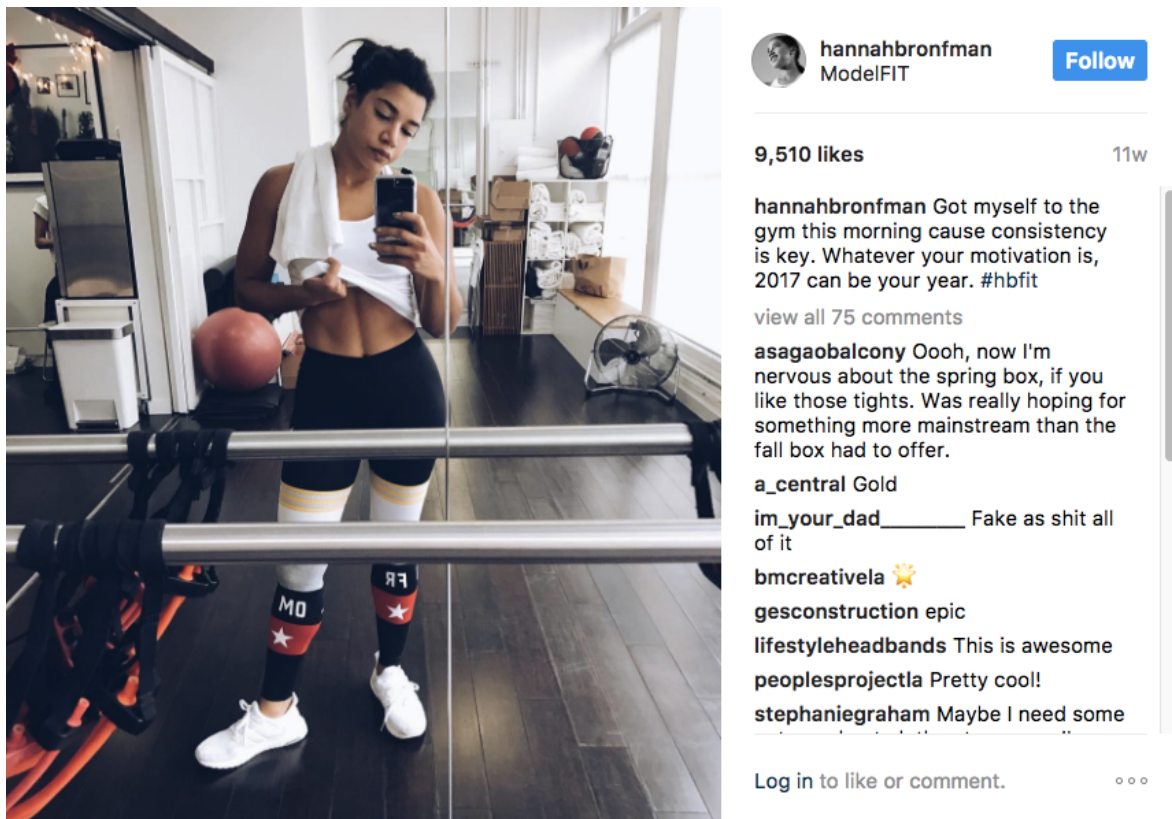 hannahbronfman
ModelFIT
Follow
9,510 likes
11w
hannahbronfman Got myself to the
gym this morning cause consistency
is key. Whatever your motivation is,
2017 can be your year. #hbfit
view all 75 comments
asagaobalcony Oooh, now I'm
nervous about the spring box, if you
like those tights. Was really hoping for
something more mainstream than the
fall box had to offer.
a_central Gold
im_your_dad________ Fake as shit all
of it
bmcreativela 🌟
gesconstruction epic
lifestyleheadbands This is awesome
peoplesprojectla Pretty cool!
stephaniegraham Maybe I need some
Log in to like or comment.
MO
FR